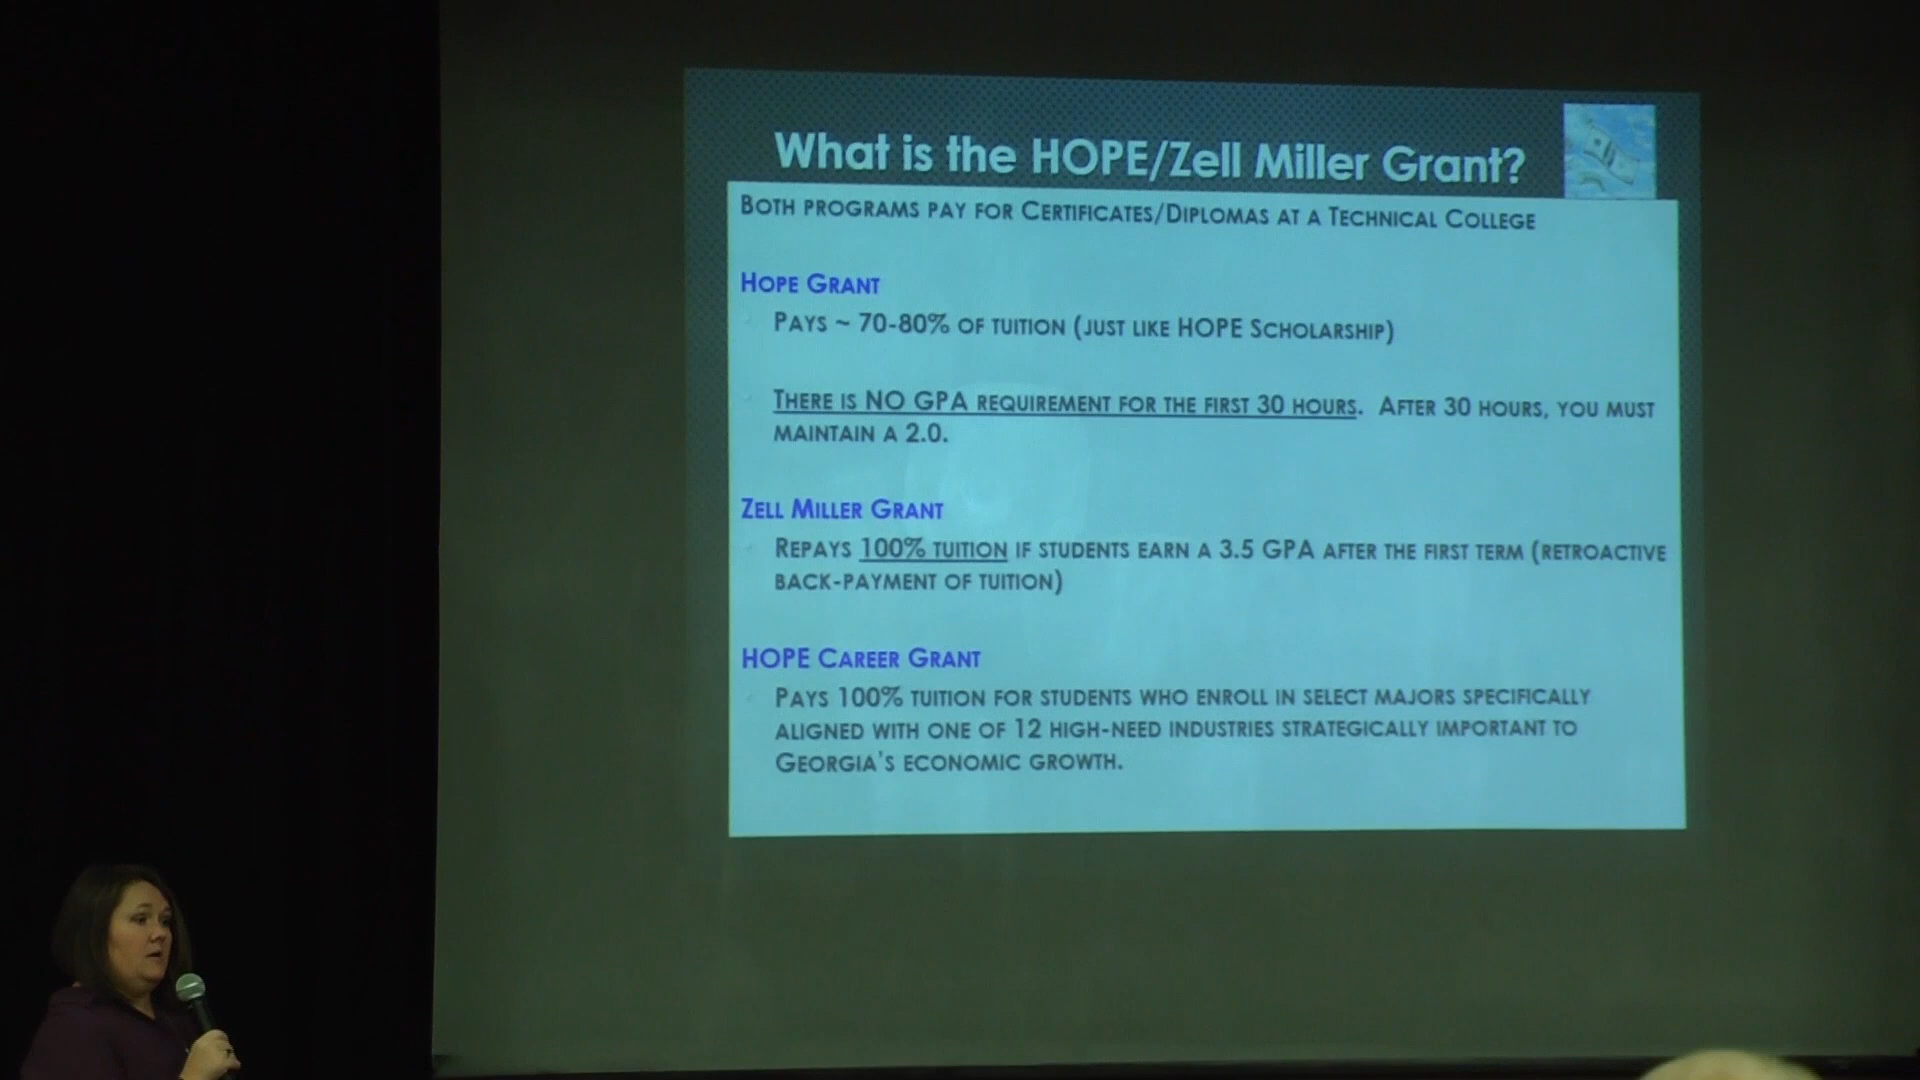 What is the HOPE/Zell Miller Grant?
BOTH PROGRAMS PAY FOR CERTIFICATES/DIPLOMAS AT A TECHNICAL COLLEGE
HOPE GRANT
PAYS ~ 70-80% OF TUITION (JUST LIKE HOPE SCHOLARSHIP)
THERE IS NO GPA REQUIREMENT FOR THE FIRST 30 HOURS. AFTER 30 HOURS, YOU MUST
MAINTAIN A 2.0.
ZELL MILLER GRANT
REPAYS 100% TUITION IF STUDENTS EARN A 3.5 GPA AFTER THE FIRST TERM (RETROACTIVE
BACK-PAYMENT OF TUITION)
HOPE CAREER GRANT
PAYS 100% TUITION FOR STUDENTS WHO ENROLL IN SELECT MAJORS SPECIFICALLY
ALIGNED WITH ONE OF 12 HIGH-NEED INDUSTRIES STRATEGICALLY IMPORTANT TO
GEORGIA'S ECONOMIC GROWTH.